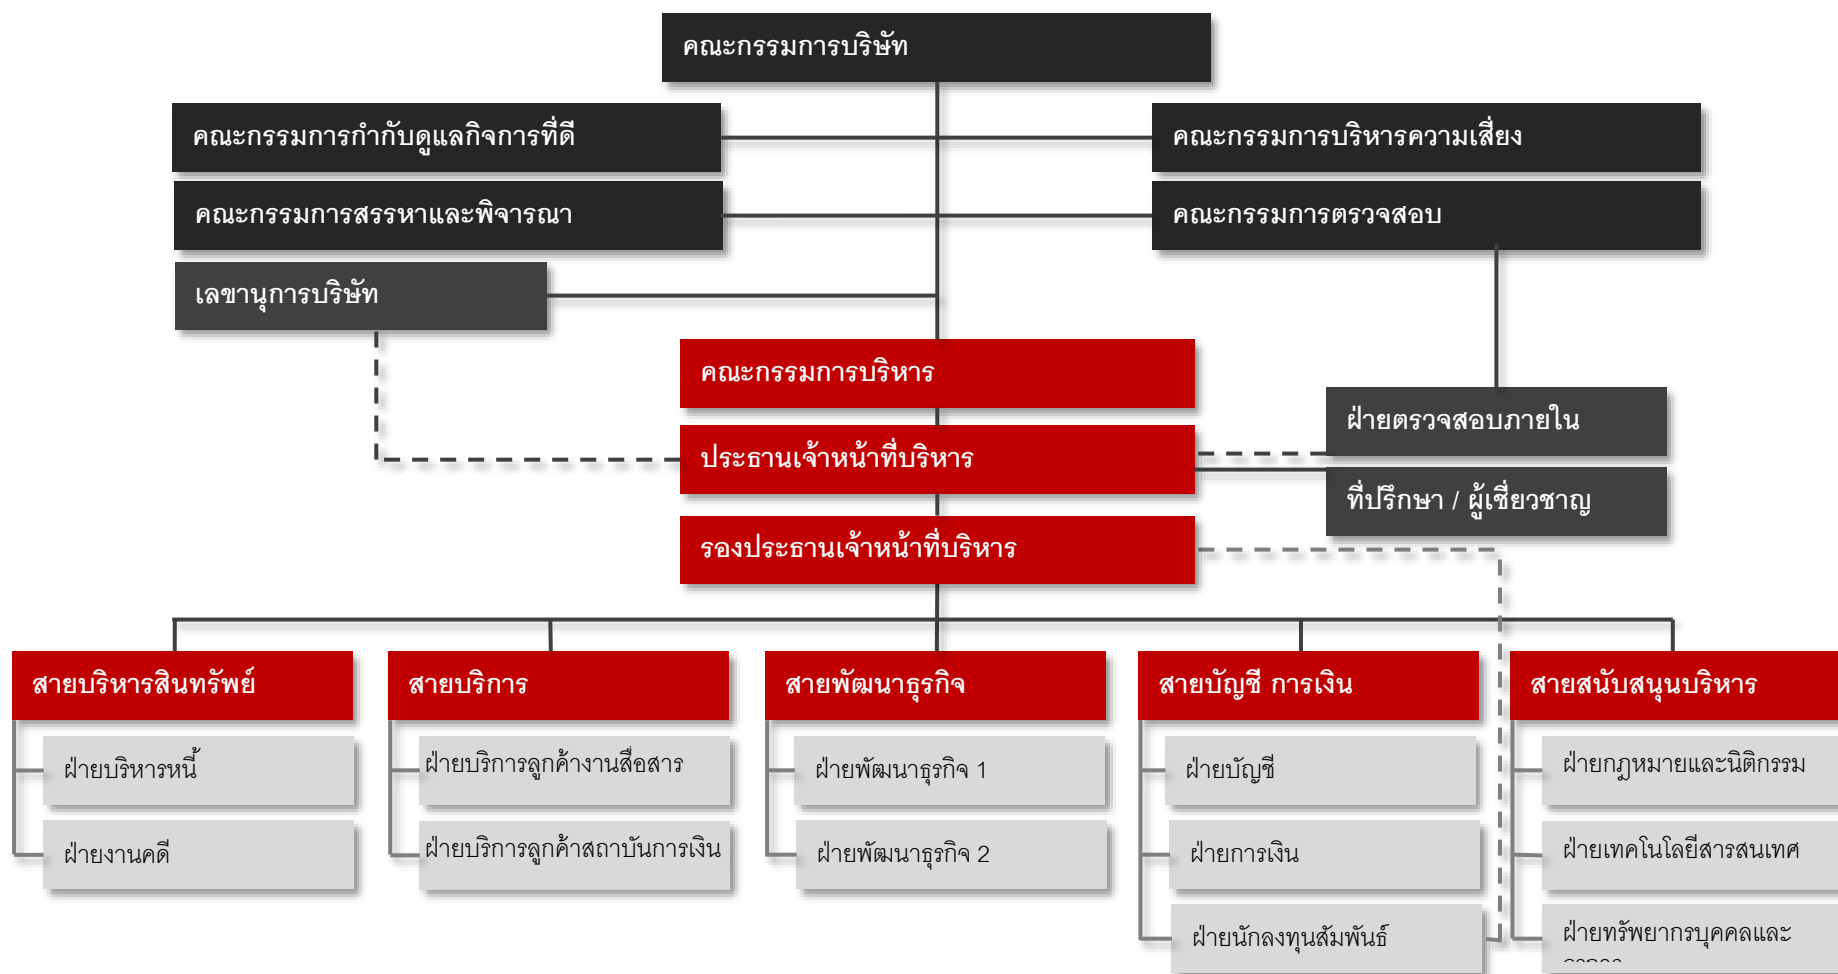 คณะกรรมการบริษัท
คณะกรรมการกำกับดูแลกิจการที่ดี
คณะกรรมการบริหารความเสี่ยง
คณะกรรมการสรรหาและพิจารณา
คณะกรรมการตรวจสอบ
เลขานุการบริษัท
คณะกรรมการบริหาร
ฝ่ายตรวจสอบภายใน
ประธานเจ้าหน้าที่บริหาร
ที่ปรึกษา / ผู้เชี่ยวชาญ
รองประธานเจ้าหน้าที่บริหาร
สายบริหารสินทรัพย์
สายบริการ
สายพัฒนาธุรกิจ
สายบัญชี การเงิน
สายสนับสนุนบริหาร
ฝ่ายบริหารหนี้
ฝ่ายบริการลูกค้างานสื่อสาร
ฝ่ายพัฒนาธุรกิจ 1
ฝ่ายบัญชี
ฝ่ายกฎหมายและนิติกรรม
ฝ่ายงานคดี
ฝ่ายบริการลูกค้าสถาบันการเงิน
ฝ่ายพัฒนาธุรกิจ 2
ฝ่ายการเงิน
ฝ่ายเทคโนโลยีสารสนเทศ
ฝ่ายนักลงทุนสัมพันธ์
ฝ่ายทรัพยากรบุคคลและ